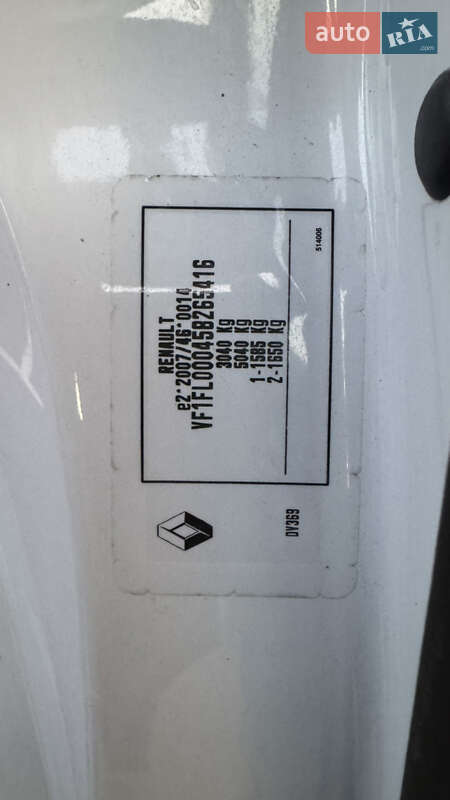 auto RIA.com
RENAULT
e2*2007/46*0014
VF1FL00045B265416
3040 Kg
5040 Kg
1-1585 Kg
2-1650 Kg
514006
DV369